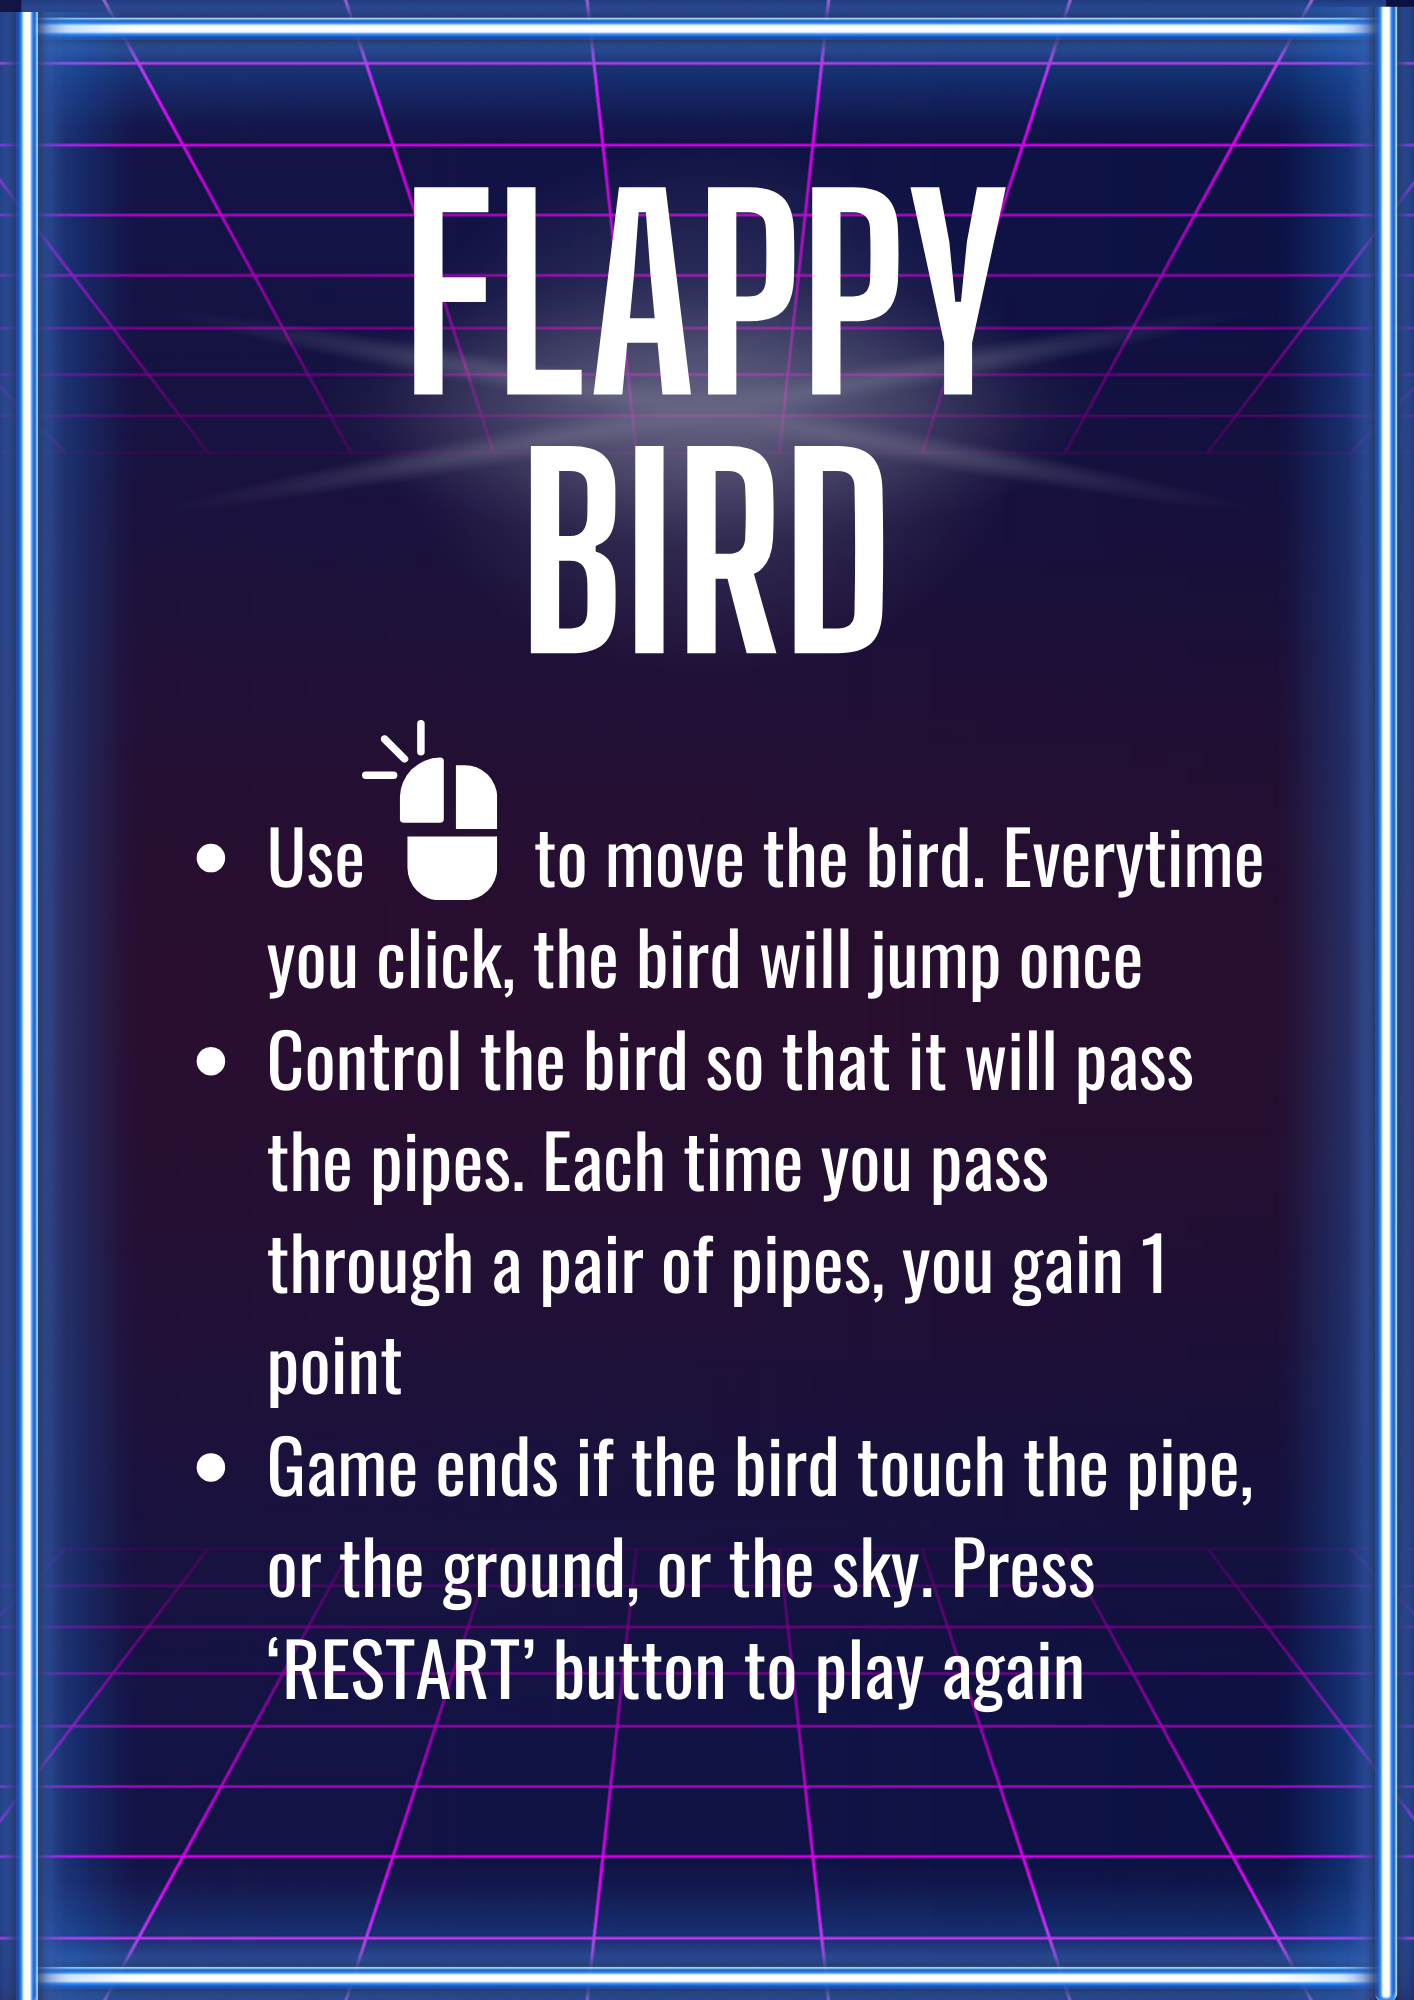 FLAPPY
BIRD
• Use to move the bird. Everytime
you click, the bird will jump once
• Control the bird so that it will pass
the pipes. Each time you pass
through a pair of pipes, you gain 1
point
• Game ends if the bird touch the pipe,
or the ground, or the sky. Press
‘RESTART’ button to play again